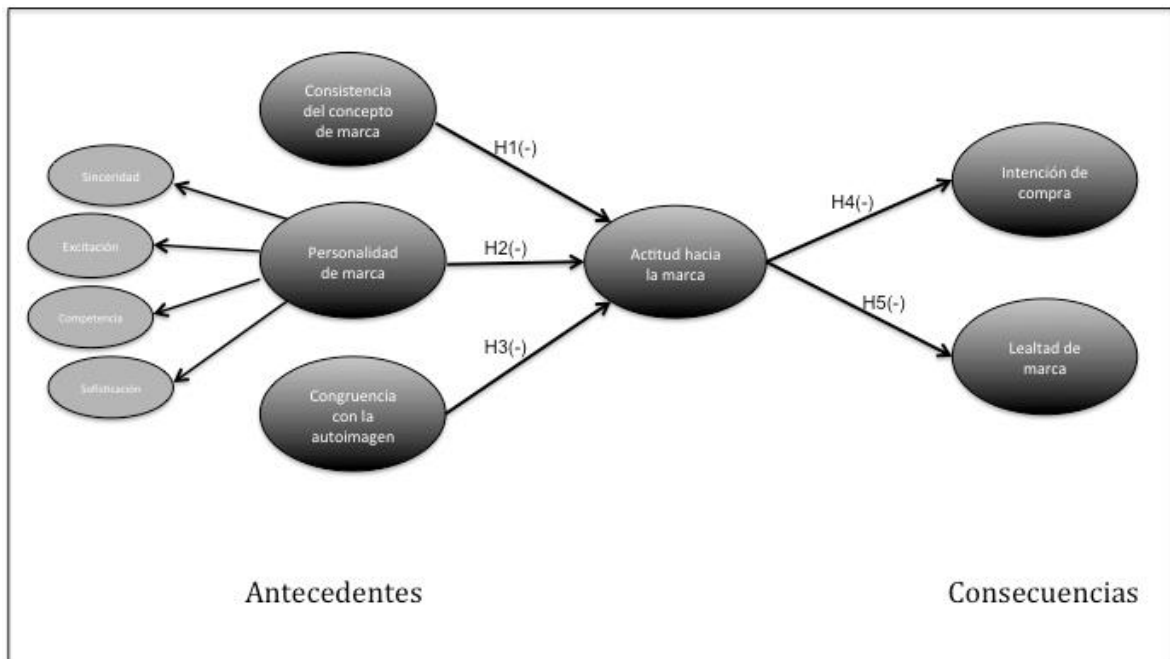 Consistencia
del concepto
de marca
H1(-)
Sinceridad
Excitación
Competencia
Sofisticación
Personalidad
de marca
H2(-)
Congruencia
con la
autoimagen
H3(-)
Actitud hacia
la marca
H4(-)
Intención de
compra
H5(-)
Lealtad de
marca
Antecedentes
Consecuencias